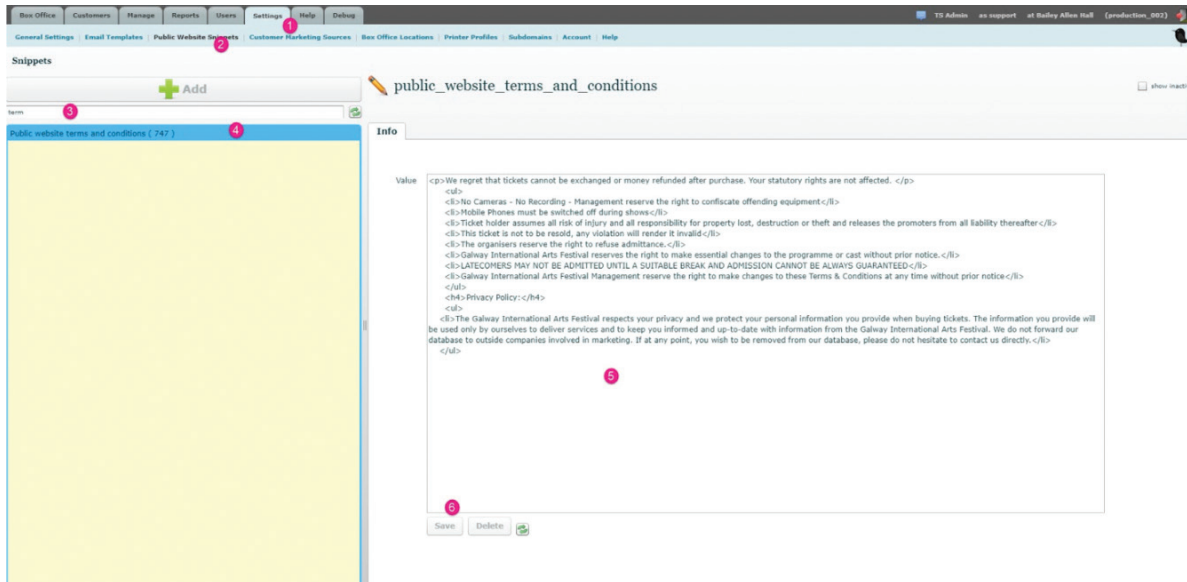 Box Office Customers Manage Reports Users Settings Help Debug
TS Admin as support at Bailey Allen Hall (production_002)
1
General Settings Email Templates Public Website Snippets Customer Marketing Sources Box Office Locations Printer Profiles Subdomains Account Help
2
Snippets
Add
public_website_terms_and_conditions
show inacti
term
3
Public website terms and conditions ( 747 )
4
Info
Value
<p>We regret that tickets cannot be exchanged or money refunded after purchase. Your statutory rights are not affected. </p>
<ul>
<li>No Cameras - No Recording - Management reserve the right to confiscate offending equipment</li>
<li>Mobile Phones must be switched off during shows</li>
<li>Ticket holder assumes all risk of injury and all responsibility for property lost, destruction or theft and releases the promoters from all liability thereafter</li>
<li>This ticket is not to be resold, any violation will render it invalid</li>
<li>The organisers reserve the right to refuse admittance.</li>
<li>Galway International Arts Festival reserves the right to make essential changes to the programme or cast without prior notice.</li>
<li>LATECOMERS MAY NOT BE ADMITTED UNTIL A SUITABLE BREAK AND ADMISSION CANNOT BE ALWAYS GUARANTEED</li>
<li>Galway International Arts Festival Management reserve the right to make changes to these Terms & Conditions at any time without prior notice</li>
</ul>
<h4>Privacy Policy:</h4>
<ul>
<li>The Galway International Arts Festival respects your privacy and we protect your personal information you provide when buying tickets. The information you provide will
be used only by ourselves to deliver services and to keep you informed and up-to-date with information from the Galway International Arts Festival. We do not forward our
database to outside companies involved in marketing. If at any point, you wish to be removed from our database, please do not hesitate to contact us directly.</li>
</ul>
5
6
Save Delete